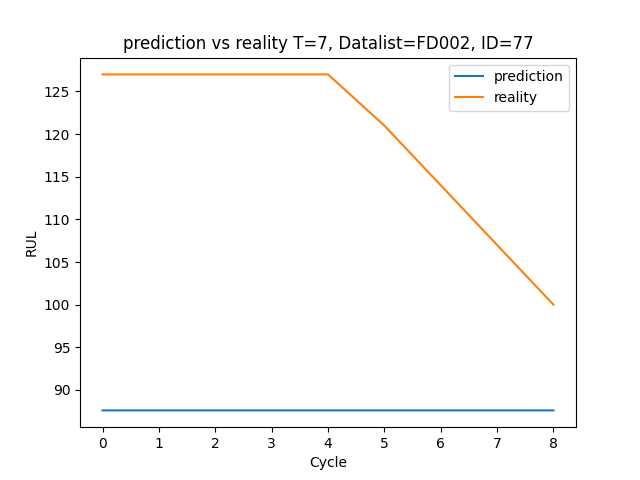 prediction vs reality T=7, Datalist=FD002, ID=77
prediction
reality
RUL
125
120
115
110
105
100
95
90
0 1 2 3 4 5 6 7 8
Cycle